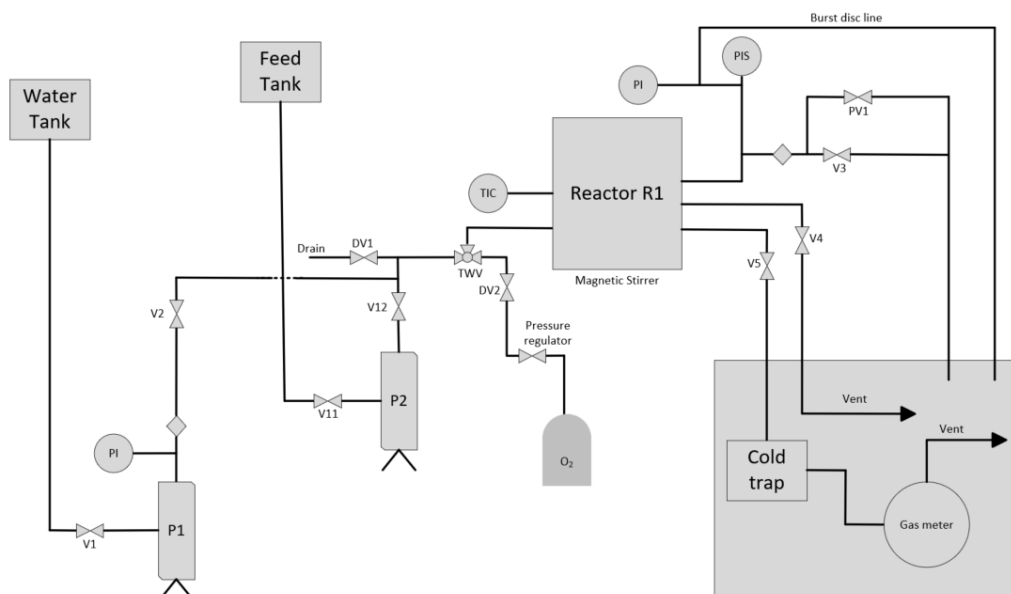 Burst disc line
Feed
Tank
PIS
PI
Water
Tank
PV1
V3
Reactor R1
TIC
V4
Drain
DV1
TWV
V5
Magnetic Stirrer
DV2
V2
V12
Pressure
regulator
P2
V11
Vent
Vent
PI
O₂
Cold
trap
P1
Gas meter
V1